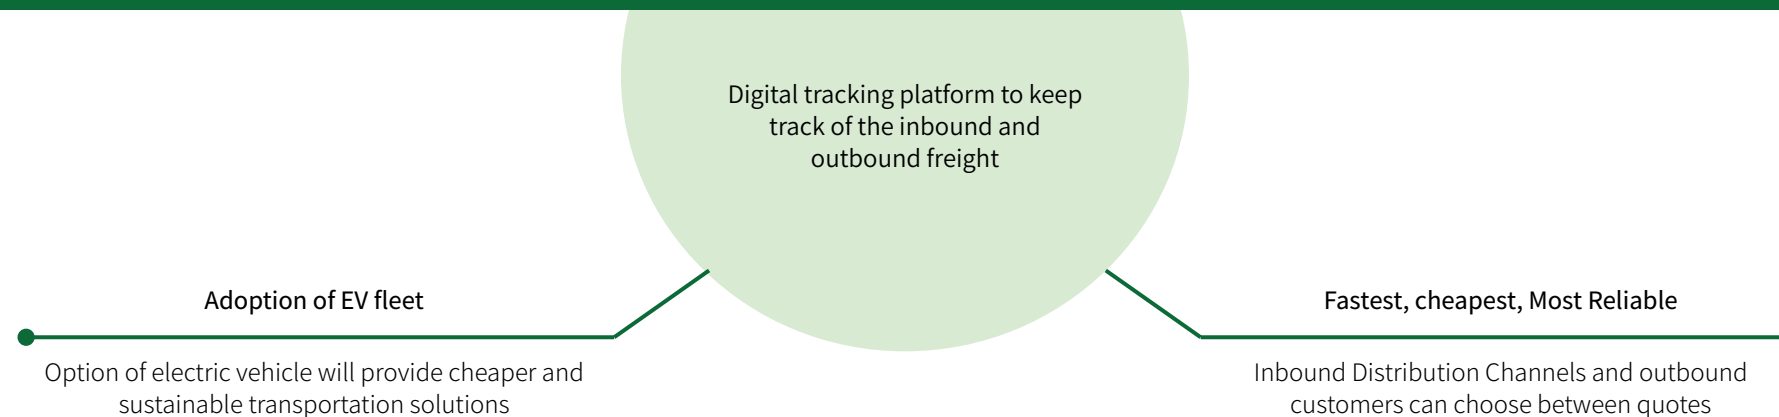 Digital tracking platform to keep
track of the inbound and
outbound freight
Adoption of EV fleet
Option of electric vehicle will provide cheaper and
sustainable transportation solutions
Fastest, cheapest, Most Reliable
Inbound Distribution Channels and outbound
customers can choose between quotes